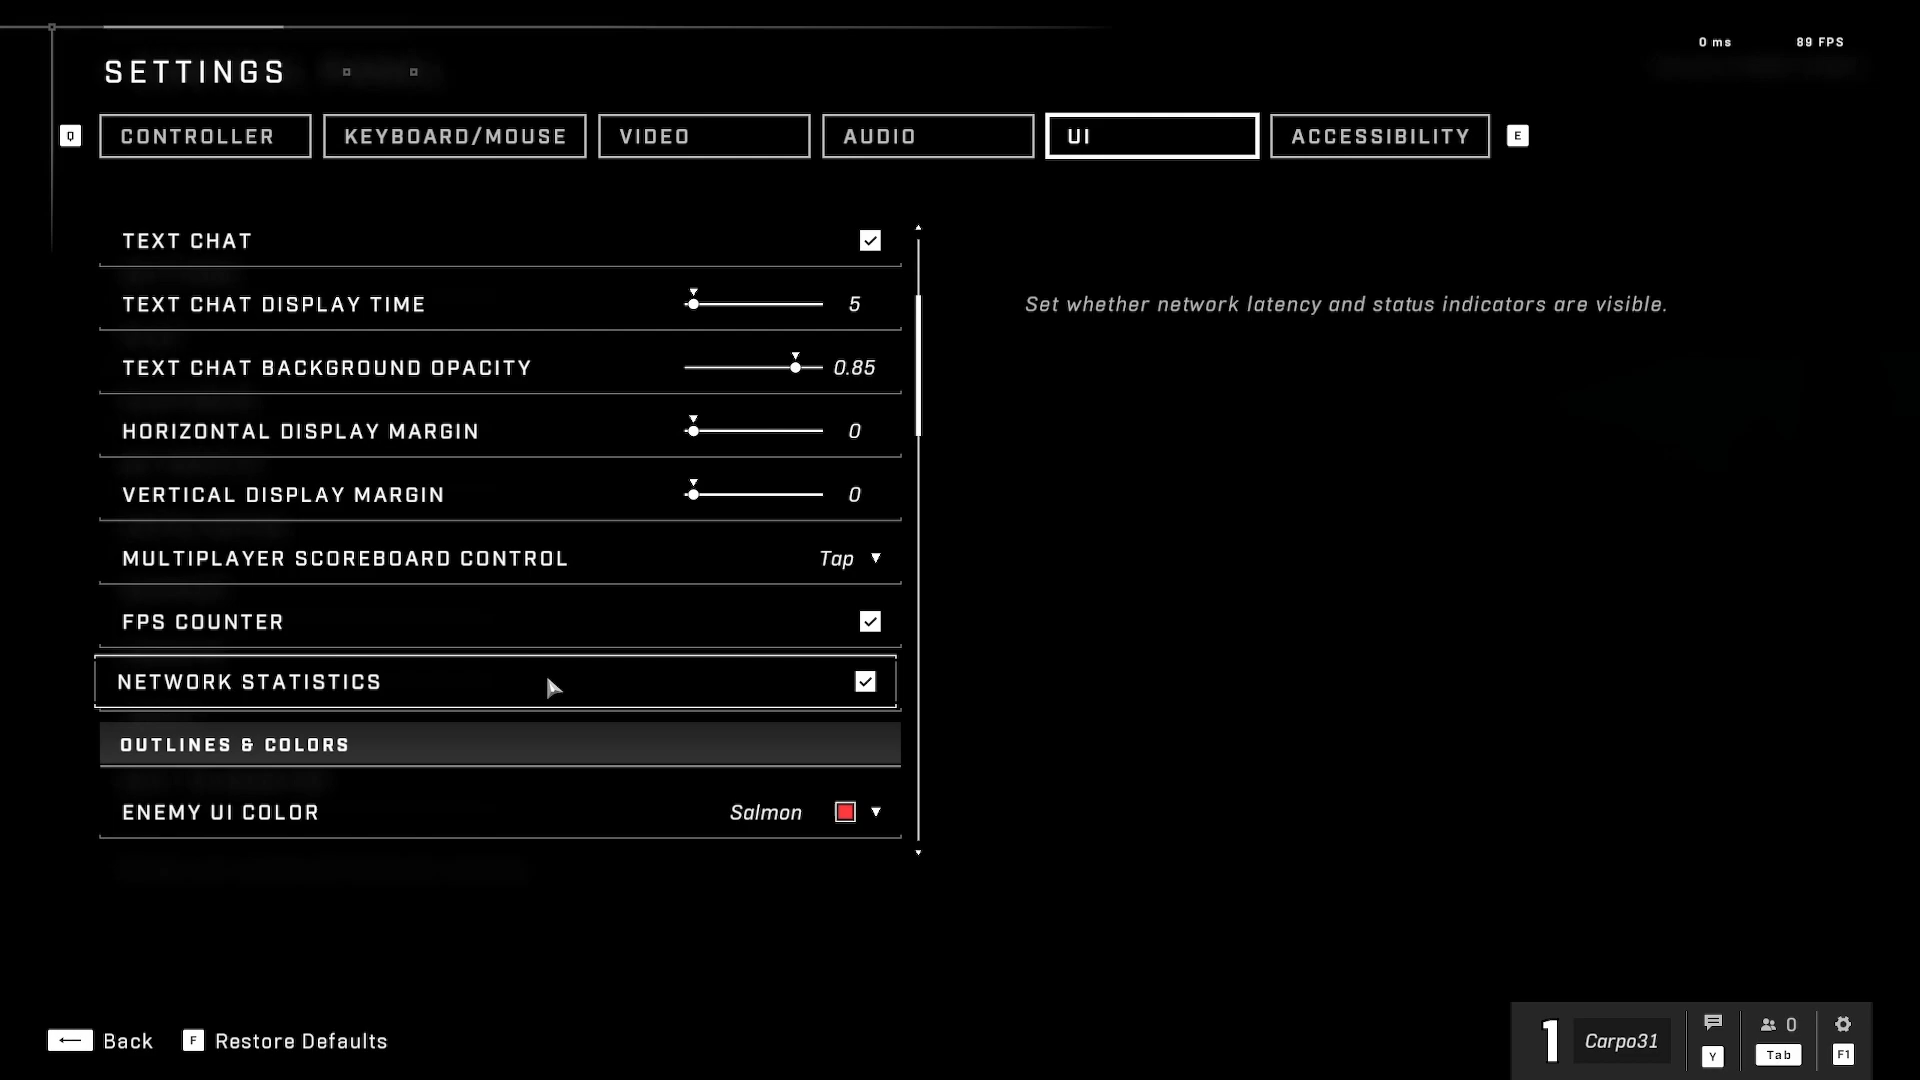 0 ms 89 FPS
SETTINGS
Q CONTROLLER KEYBOARD/MOUSE VIDEO AUDIO UI ACCESSIBILITY E
TEXT CHAT
TEXT CHAT DISPLAY TIME 5
Set whether network latency and status indicators are visible.
TEXT CHAT BACKGROUND OPACITY 0.85
HORIZONTAL DISPLAY MARGIN 0
VERTICAL DISPLAY MARGIN 0
MULTIPLAYER SCOREBOARD CONTROL Tap
FPS COUNTER
NETWORK STATISTICS
OUTLINES & COLORS
ENEMY UI COLOR Salmon
Back F Restore Defaults
1 Carpo31 0
Y Tab F1